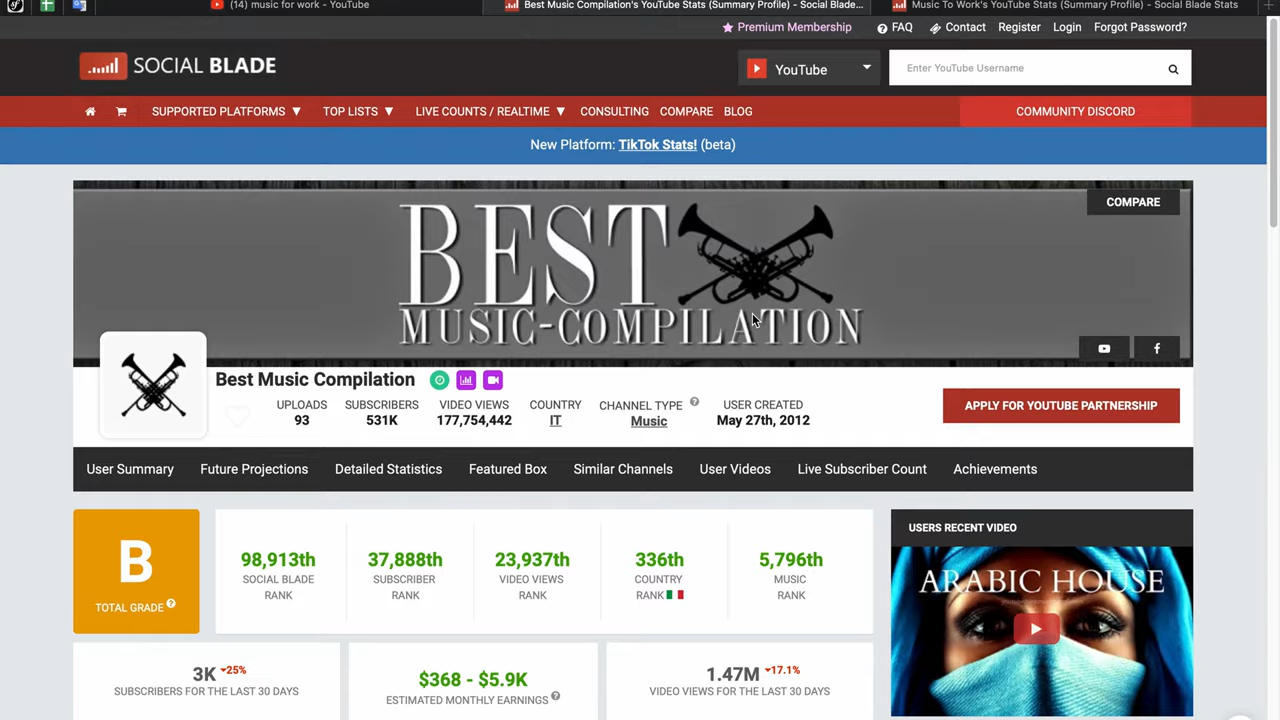 (14) music for work - YouTube
Best Music Compilation's YouTube Stats (Summary Profile) - Social Blade...
Music To Work's YouTube Stats (Summary Profile) - Social Blade Stats
Premium Membership
FAQ
Contact
Register
Login
Forgot Password?
SOCIAL BLADE
YouTube
Enter YouTube Username
SUPPORTED PLATFORMS ▼
TOP LISTS ▼
LIVE COUNTS / REALTIME ▼
CONSULTING
COMPARE
BLOG
COMMUNITY DISCORD
New Platform: TikTok Stats! (beta)
COMPARE
BEST
MUSIC-COMPILATION
Best Music Compilation
UPLOADS
93
SUBSCRIBERS
531K
VIDEO VIEWS
177,754,442
COUNTRY
IT
CHANNEL TYPE
Music
USER CREATED
May 27th, 2012
APPLY FOR YOUTUBE PARTNERSHIP
User Summary
Future Projections
Detailed Statistics
Featured Box
Similar Channels
User Videos
Live Subscriber Count
Achievements
B
TOTAL GRADE
98,913th
SOCIAL BLADE
RANK
37,888th
SUBSCRIBER
RANK
23,937th
VIDEO VIEWS
RANK
336th
COUNTRY
RANK
5,796th
MUSIC
RANK
USERS RECENT VIDEO
ARABIC HOUSE
3K -25%
SUBSCRIBERS FOR THE LAST 30 DAYS
$368 - $5.9K
ESTIMATED MONTHLY EARNINGS
1.47M -17.1%
VIDEO VIEWS FOR THE LAST 30 DAYS